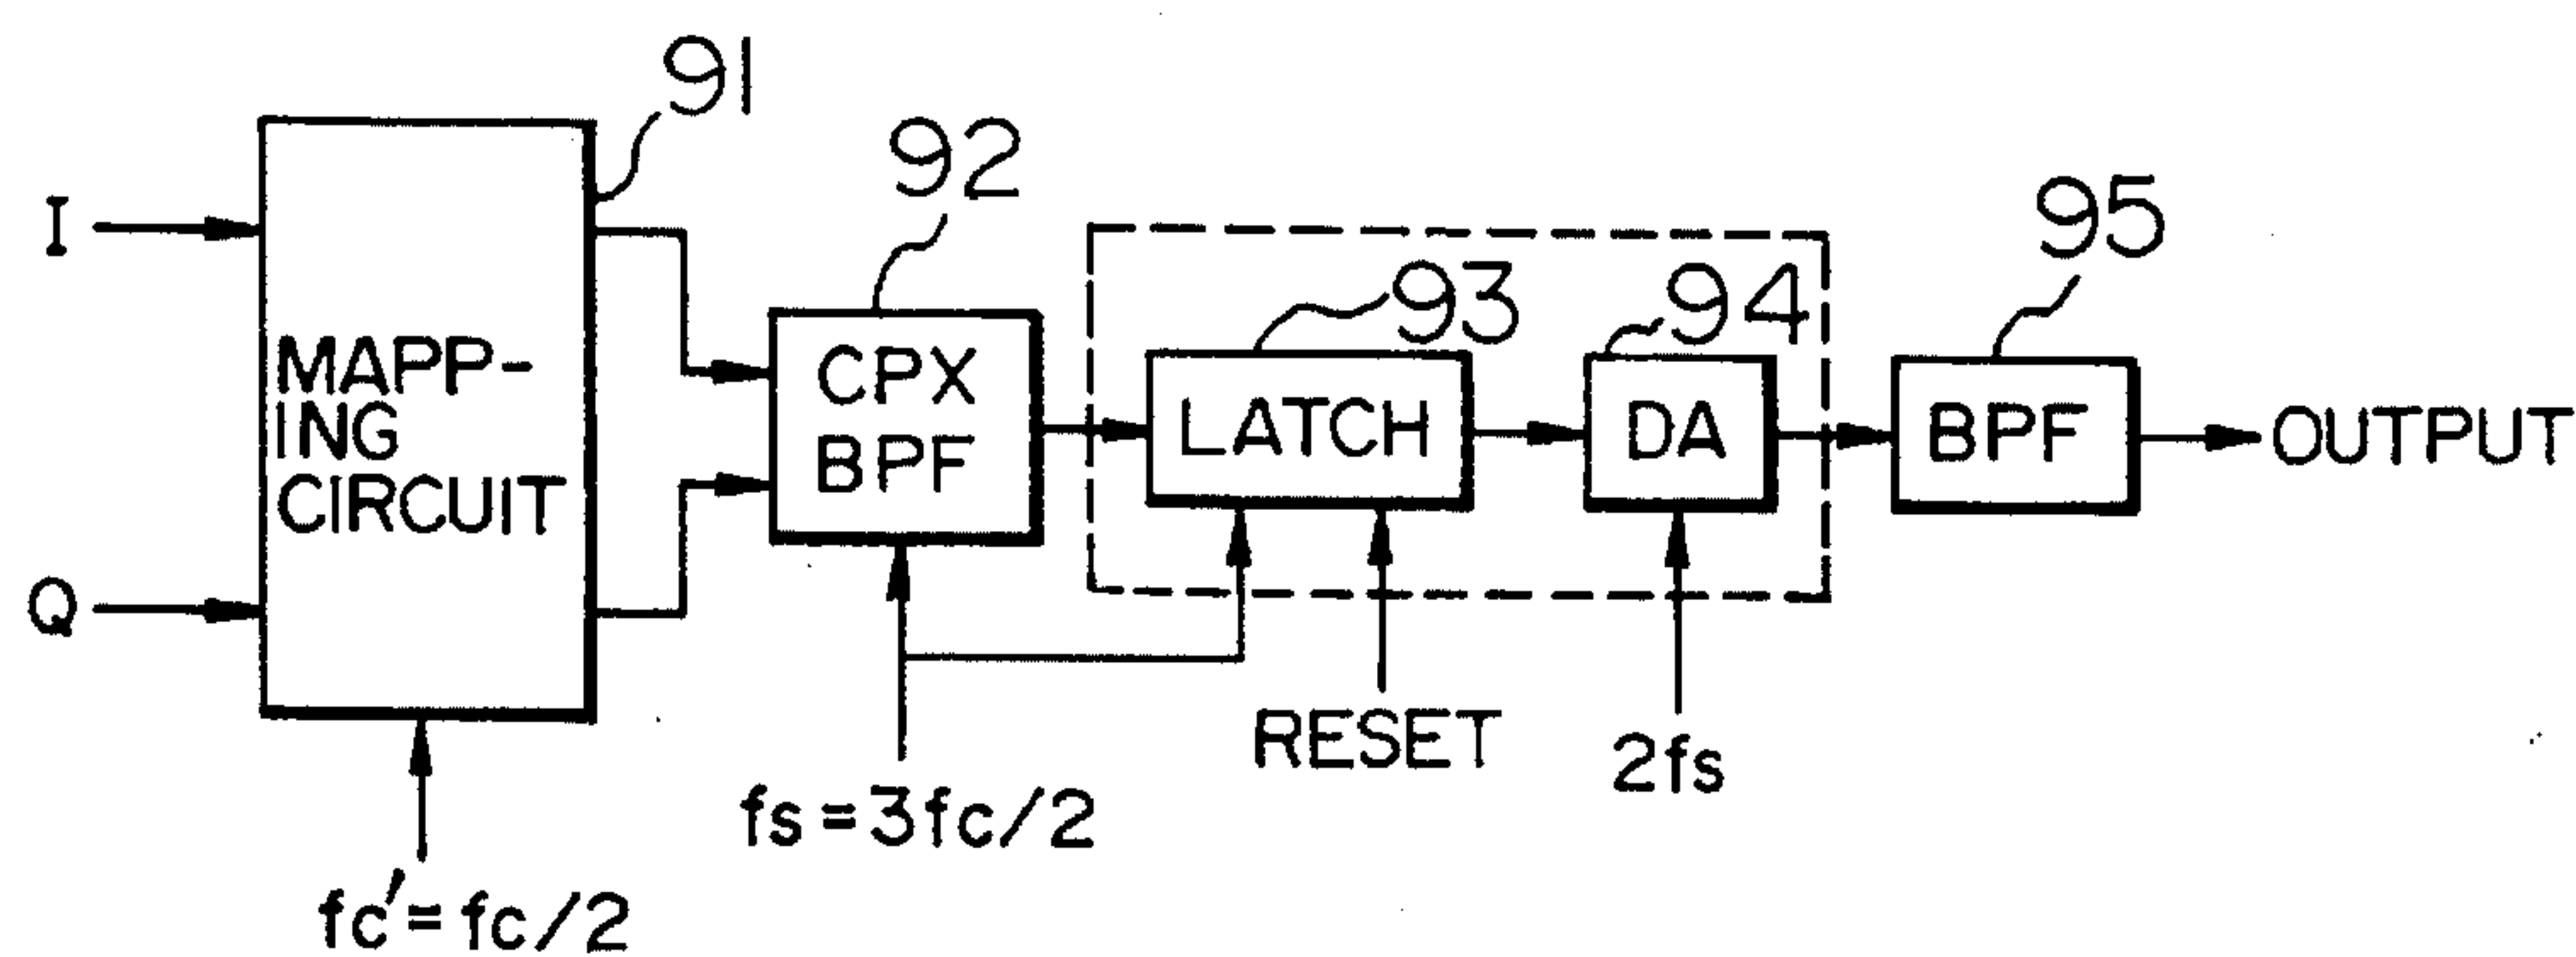 91
92
95
I
93
94
MAPP-
ING
CIRCUIT
CPX
BPF
LATCH
DA
BPF
OUTPUT
Q
RESET
2fs
fs=3fc/2
fc'=fc/2